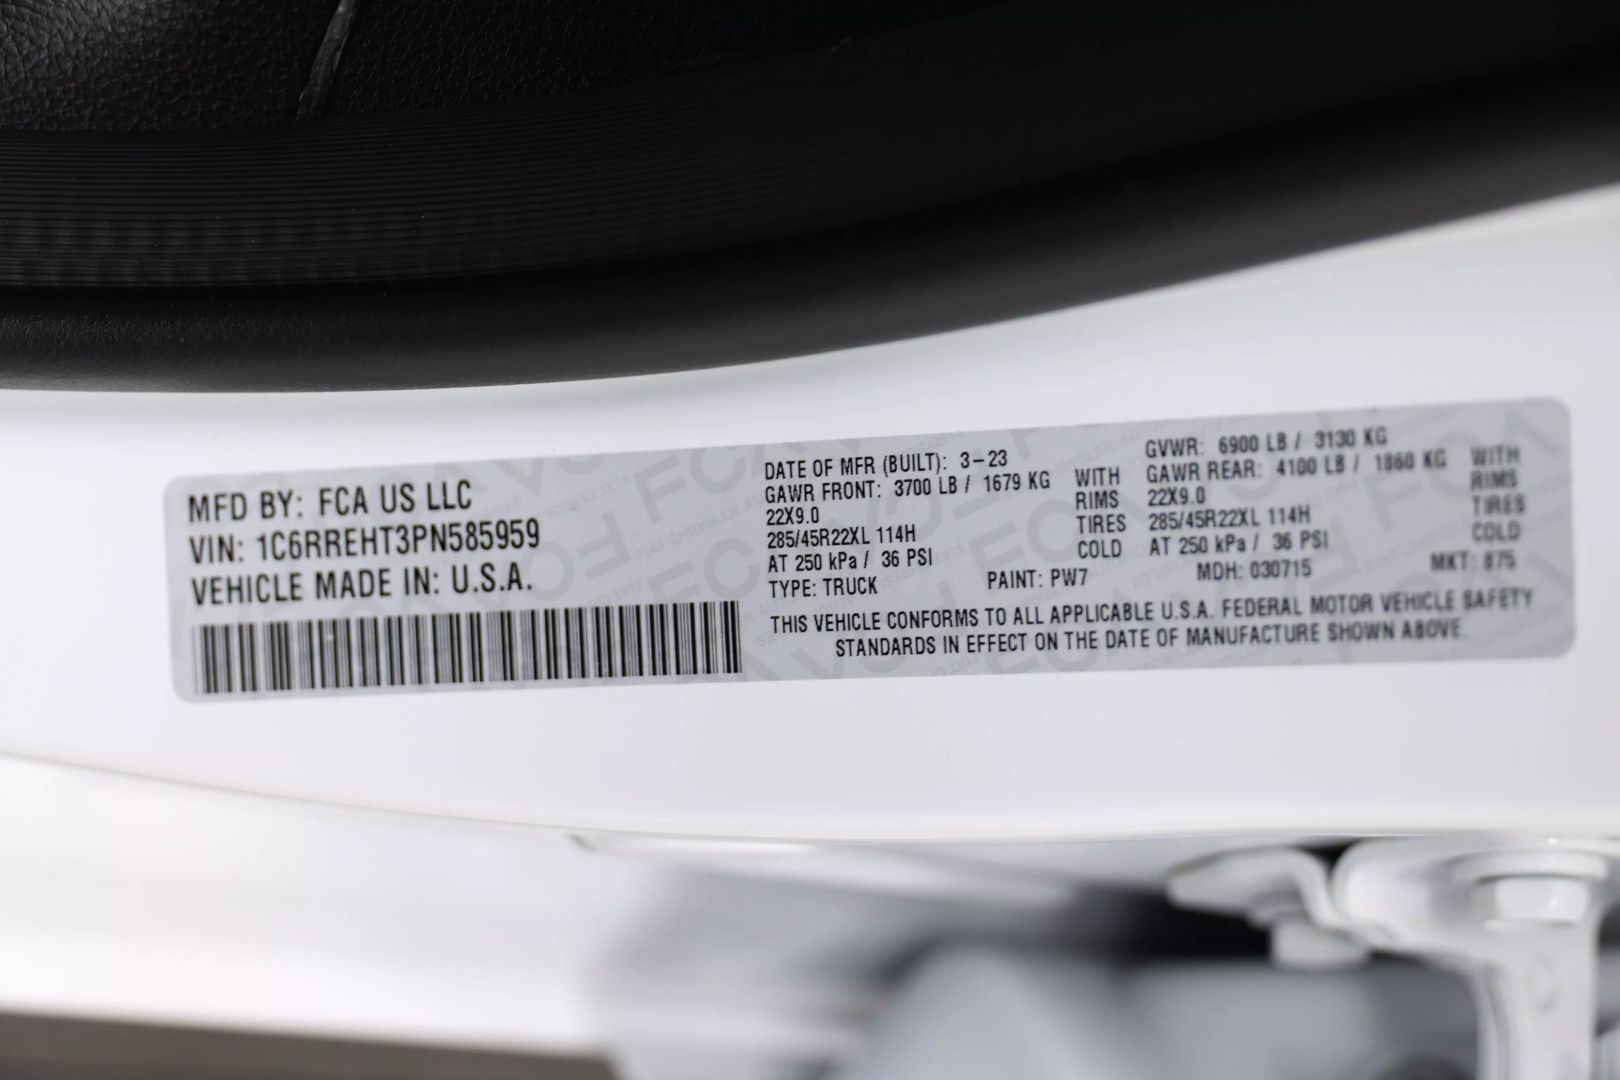 MFD BY: FCA US LLC
VIN: 1C6RREHT3PN585959
VEHICLE MADE IN: U.S.A.
DATE OF MFR (BUILT): 3-23
GAWR FRONT: 3700 LB / 1679 KG WITH
22X9.0 RIMS
285/45R22XL 114H TIRES
AT 250 kPa / 36 PSI COLD
GVWR: 6900 LB / 3130 KG
GAWR REAR: 4100 LB / 1860 KG WITH
22X9.0 RIMS
285/45R22XL 114H TIRES
AT 250 kPa / 36 PSI COLD
TYPE: TRUCK PAINT: PW7 MDH: 030715 MKT: 875
THIS VEHICLE CONFORMS TO ALL APPLICABLE U.S.A. FEDERAL MOTOR VEHICLE SAFETY
STANDARDS IN EFFECT ON THE DATE OF MANUFACTURE SHOWN ABOVE.